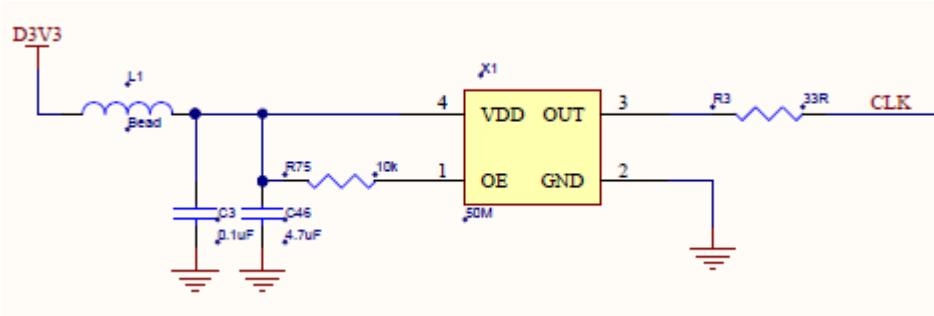 D3V3
L1
Bead
X1
4
VDD
OUT
3
R3
33R
CLK
R75
10k
1
OE
GND
2
50M
C3
0.1uF
C46
4.7uF